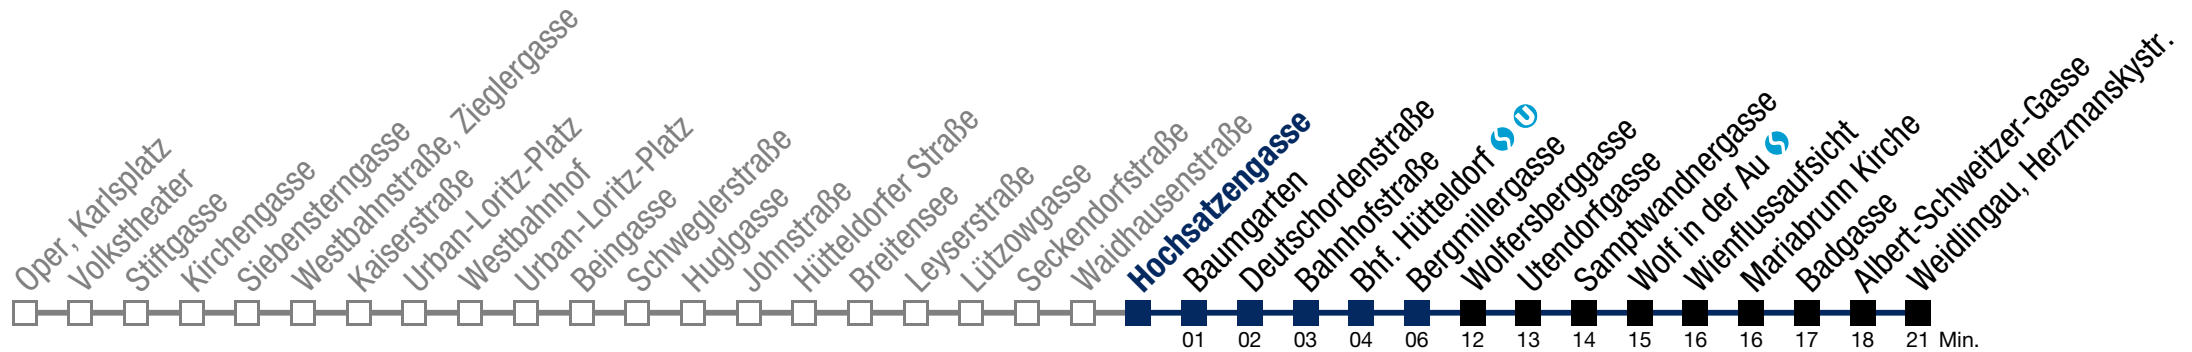 Oper, Karlsplatz
Volkstheater
Stiftgasse
Kirchengasse
Siebensterngasse
Westbahnstraße, Zieglergasse
Kaiserstraße
Urban-Loritz-Platz
Westbahnhof
Urban-Loritz-Platz
Beingasse
Schweglerstraße
Huglgasse
Johnstraße
Hütteldorfer Straße
Breitensee
Leyserstraße
Lützowgasse
Seckendorfstraße
Waidhausenstraße
Hochsatzengasse
Baumgarten
Deutschordenstraße
Bahnhofstraße
Bhf. Hütteldorf S U
Bergmillergasse
Wolfersberggasse
Utendorfgasse
Samptwandnergasse
Wolf in der Au S
Wienflussaufsicht
Mariabrunn Kirche
Badgasse
Albert-Schweitzer-Gasse
Weidlingau, Herzmanskystr.
01 02 03 04 06 12 13 14 15 16 16 17 18 21 Min.